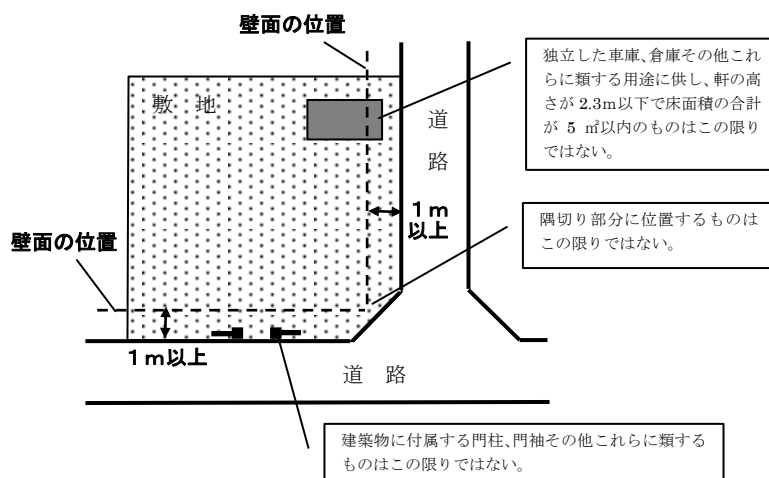 壁面の位置
独立した車庫、倉庫その他これ
らに類する用途に供し、軒の高
さが 2.3m以下で床面積の合計
が 5 ㎡以内のものはこの限り
ではない。
敷 地
道
路
1m
以上
隅切り部分に位置するものは
この限りではない。
壁面の位置
1m以上
道 路
建築物に付属する門柱、門袖その他これらに類する
ものはこの限りではない。